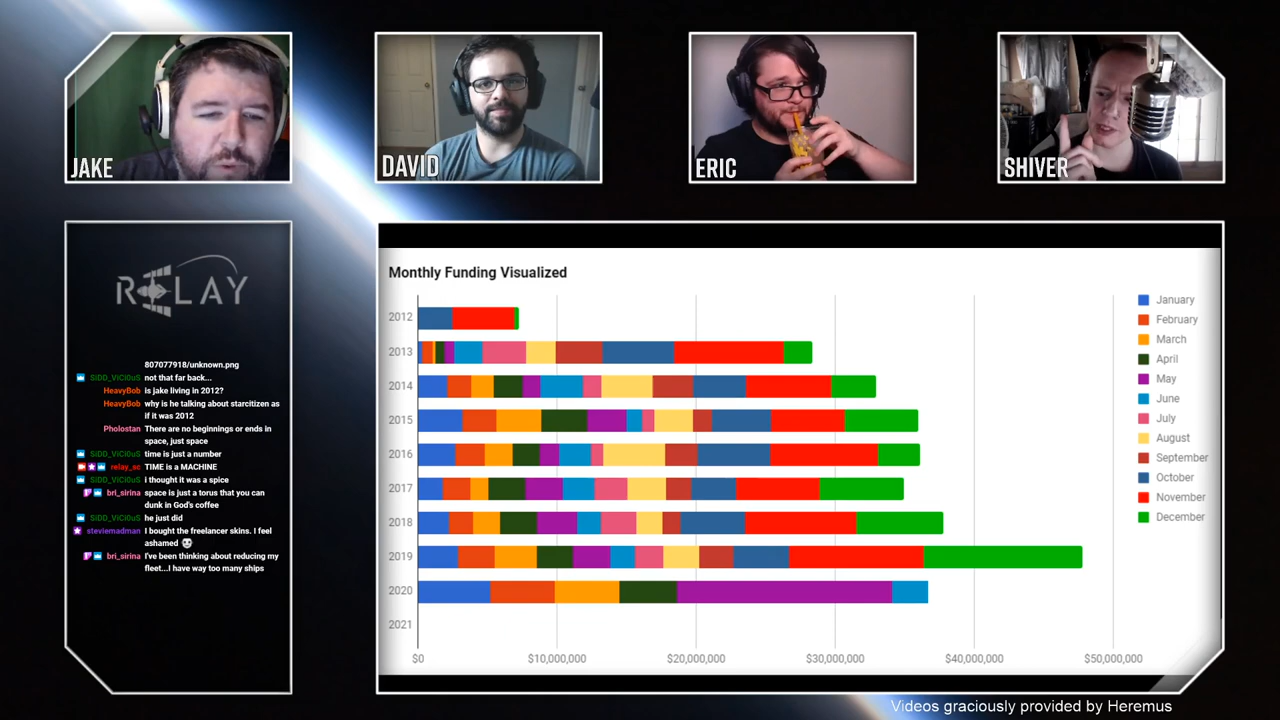 JAKE
DAVID
ERIC
SHIVER
RELAY
807077918/unknown.png
SiDD_ViCi0uS not that far back...
HeavyBob is jake living in 2012?
HeavyBob why is he talking about starcitizen as
if it was 2012
Pholostan There are no beginnings or ends in
space, just space
SiDD_ViCi0uS time is just a number
relay_sc TIME is a MACHINE
SiDD_ViCi0uS i thought it was a spice
bri_sirina space is just a torus that you can
dunk in God's coffee
SiDD_ViCi0uS he just did
steviemadman I bought the freelancer skins. I feel
ashamed
bri_sirina I've been thinking about reducing my
fleet...I have way too many ships
Monthly Funding Visualized
2012
2013
2014
2015
2016
2017
2018
2019
2020
2021
$0 $10,000,000 $20,000,000 $30,000,000 $40,000,000 $50,000,000
January
February
March
April
May
June
July
August
September
October
November
December
Videos graciously provided by Heremus